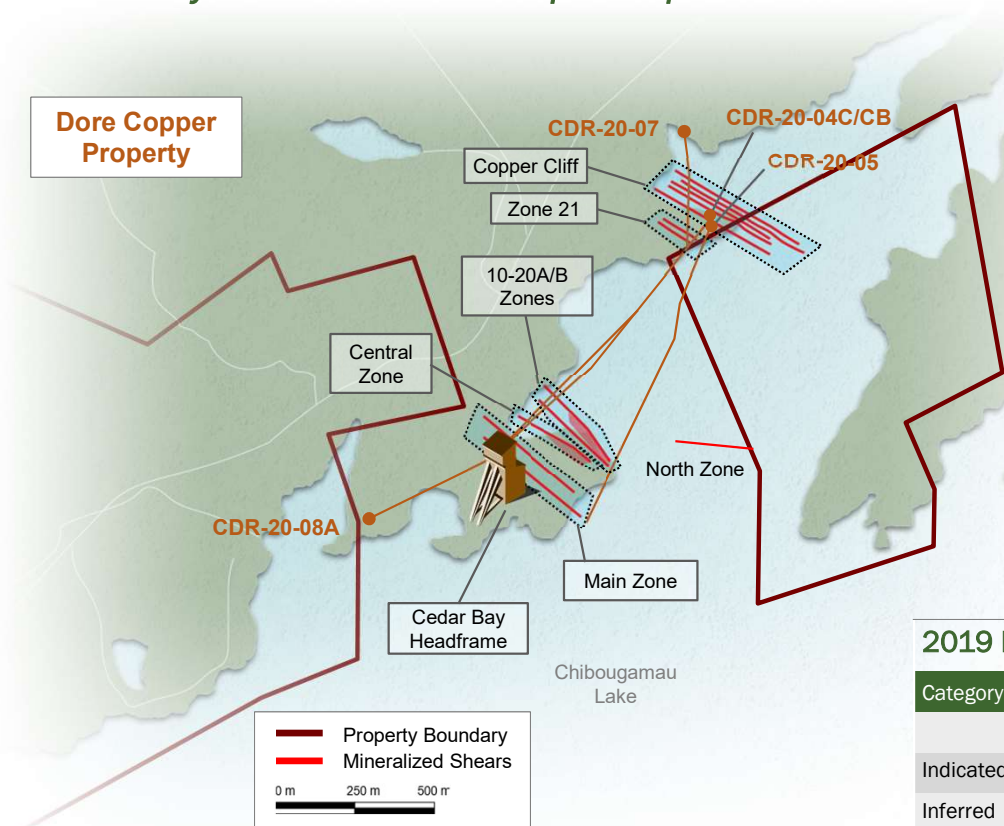 Dore Copper
Property
CDR-20-07
CDR-20-04C/CB
CDR-20-05
Copper Cliff
Zone 21
10-20A/B
Zones
Central
Zone
North Zone
CDR-20-08A
Main Zone
Cedar Bay
Headframe
Chibougamau
Lake
Property Boundary
Mineralized Shears
0 m 250 m 500 m
2019
Category
Indicated
Inferred